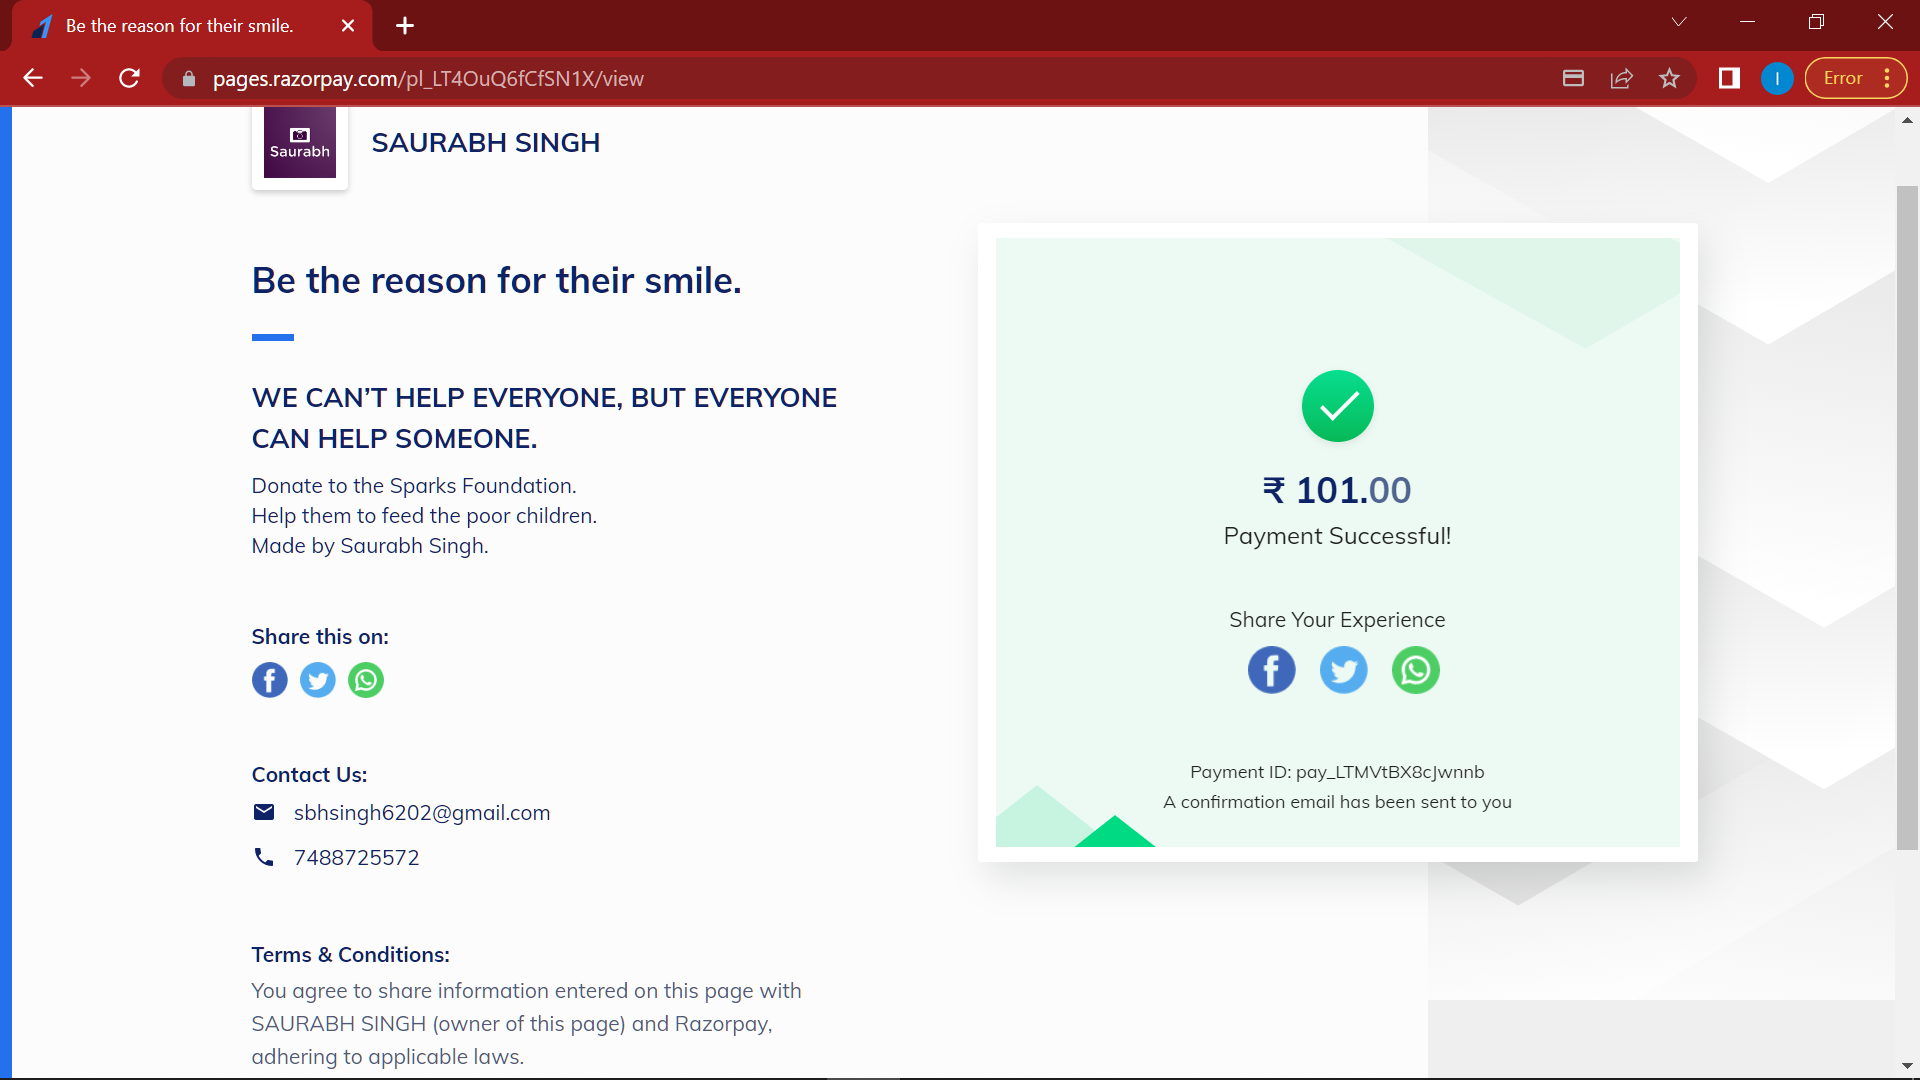 Be the reason for their smile.
pages.razorpay.com/pl_LT4OuQ6fCfSN1X/view
I
Error
Saurabh
SAURABH SINGH
Be the reason for their smile.
WE CAN’T HELP EVERYONE, BUT EVERYONE
CAN HELP SOMEONE.
Donate to the Sparks Foundation.
Help them to feed the poor children.
Made by Saurabh Singh.
Share this on:
Contact Us:
sbhsingh6202@gmail.com
7488725572
Terms & Conditions:
You agree to share information entered on this page with
SAURABH SINGH (owner of this page) and Razorpay,
adhering to applicable laws.
₹ 101.00
Payment Successful!
Share Your Experience
Payment ID: pay_LTMVtBX8cJwnnb
A confirmation email has been sent to you